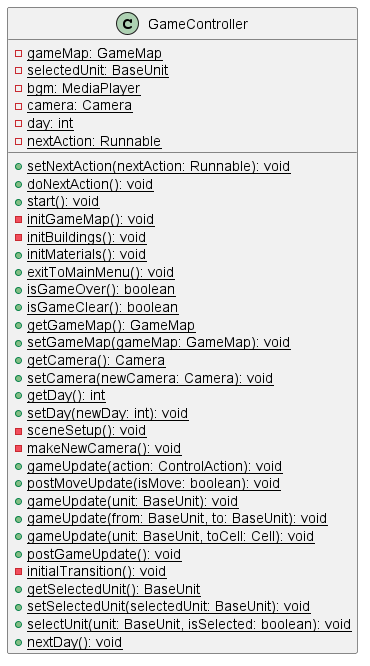 C GameController
gameMap: GameMap
selectedUnit: BaseUnit
bgm: MediaPlayer
camera: Camera
day: int
nextAction: Runnable
setNextAction(nextAction: Runnable): void
doNextAction(): void
start(): void
initGameMap(): void
initBuildings(): void
initMaterials(): void
exitToMainMenu(): void
isGameOver(): boolean
isGameClear(): boolean
getGameMap(): GameMap
setGameMap(gameMap: GameMap): void
getCamera(): Camera
setCamera(newCamera: Camera): void
getDay(): int
setDay(newDay: int): void
sceneSetup(): void
makeNewCamera(): void
gameUpdate(action: ControlAction): void
postMoveUpdate(isMove: boolean): void
gameUpdate(unit: BaseUnit): void
gameUpdate(from: BaseUnit, to: BaseUnit): void
gameUpdate(unit: BaseUnit, toCell: Cell): void
postGameUpdate(): void
initialTransition(): void
getSelectedUnit(): BaseUnit
setSelectedUnit(selectedUnit: BaseUnit): void
selectUnit(unit: BaseUnit, isSelected: boolean): void
nextDay(): void